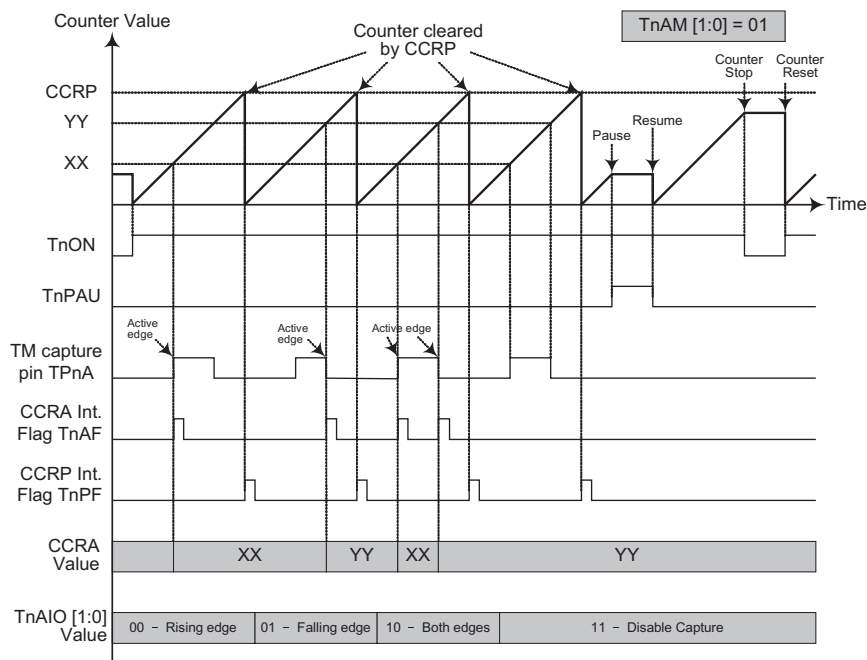 Counter Value
Counter cleared
by CCRP
TnAM [1:0] = 01
Counter
Stop
Counter
Reset
CCRP
YY
XX
Pause
Resume
Time
TnON
TnPAU
Active
edge
Active
edge
Active edge
TM capture
pin TPnA
CCRA Int.
Flag TnAF
CCRP Int.
Flag TnPF
CCRA
Value
XX
YY
XX
YY
TnAIO [1:0]
Value
00 – Rising edge
01 – Falling edge
10 – Both edges
11 – Disable Capture